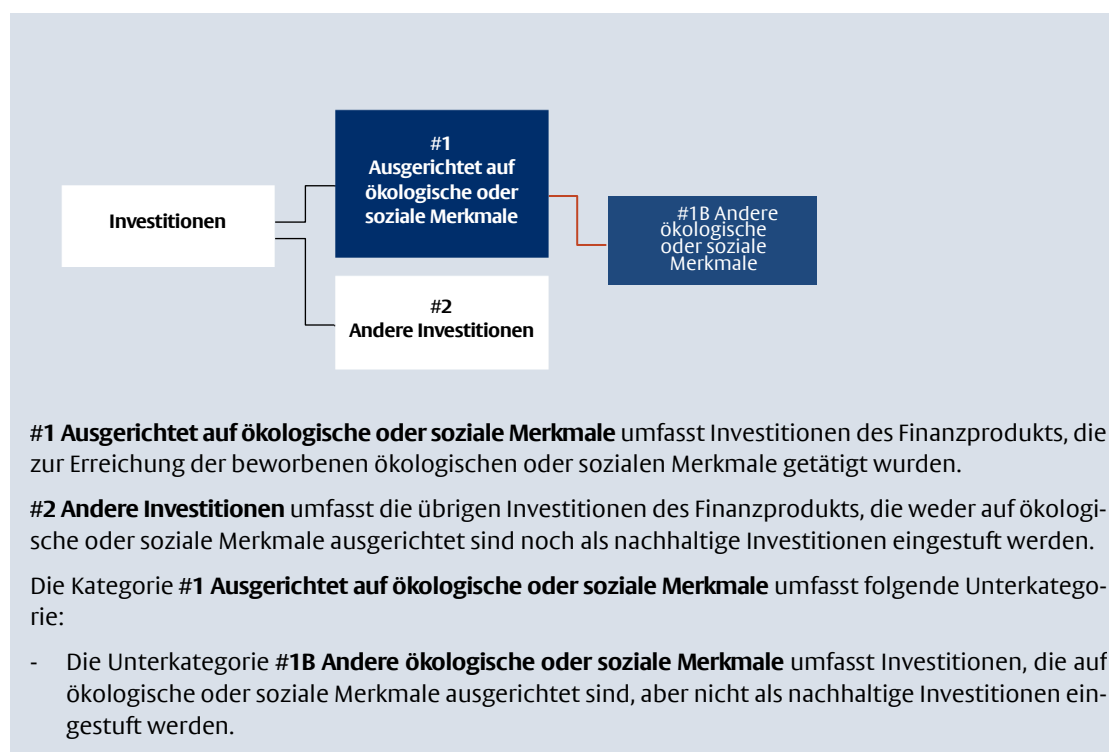 #1
Ausgerichtet auf
ökologische oder
soziale Merkmale
Investitionen
#1B Andere
ökologische
oder soziale
Merkmale
#2
Andere Investitionen
#1 Ausgerichtet auf ökologische oder soziale Merkmale umfasst Investitionen des Finanzprodukts, die
zur Erreichung der beworbenen ökologischen oder sozialen Merkmale getätigt wurden.
#2 Andere Investitionen umfasst die übrigen Investitionen des Finanzprodukts, die weder auf ökologi-
sche oder soziale Merkmale ausgerichtet sind noch als nachhaltige Investitionen eingestuft werden.
Die Kategorie #1 Ausgerichtet auf ökologische oder soziale Merkmale umfasst folgende Unterkatego-
rie:
- Die Unterkategorie #1B Andere ökologische oder soziale Merkmale umfasst Investitionen, die auf
ökologische oder soziale Merkmale ausgerichtet sind, aber nicht als nachhaltige Investitionen ein-
gestuft werden.